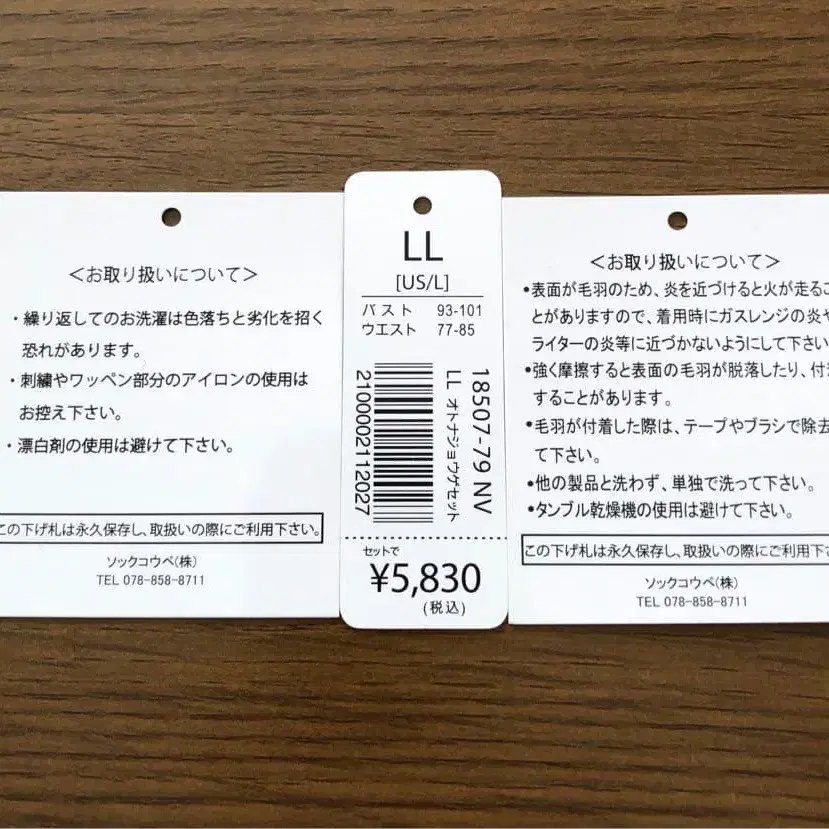 <お取り扱いについて>
・繰り返してのお洗濯は色落ちと劣化を招く
恐れがあります。
・刺繍やワッペン部分のアイロンの使用は
お控え下さい。
・漂白剤の使用は避けて下さい。
この下げ札は永久保存し、取扱いの際にご利用下さい。
ソックコウベ(株)
TEL 078-858-8711
LL
[US/L]
バスト 93-101
ウエスト 77-85
18507-79 NV
LL オトナジョウゲセット
2100002112027
セットで
¥5,830
(税込)
<お取り扱いについて>
•表面が毛羽のため、炎を近づけると火が走るこ
とがありますので、着用時にガスレンジの炎や
ライターの炎等に近づかないようにして下さい
•強く摩擦すると表面の毛羽が脱落したり、付着
することがあります。
•毛羽が付着した際は、テープやブラシで除去
て下さい。
•他の製品と洗わず、単独で洗って下さい。
•タンブル乾燥機の使用は避けて下さい。
この下げ札は永久保存し、取扱いの際にご利用下
ソックコウベ(株)
TEL 078-858-8711